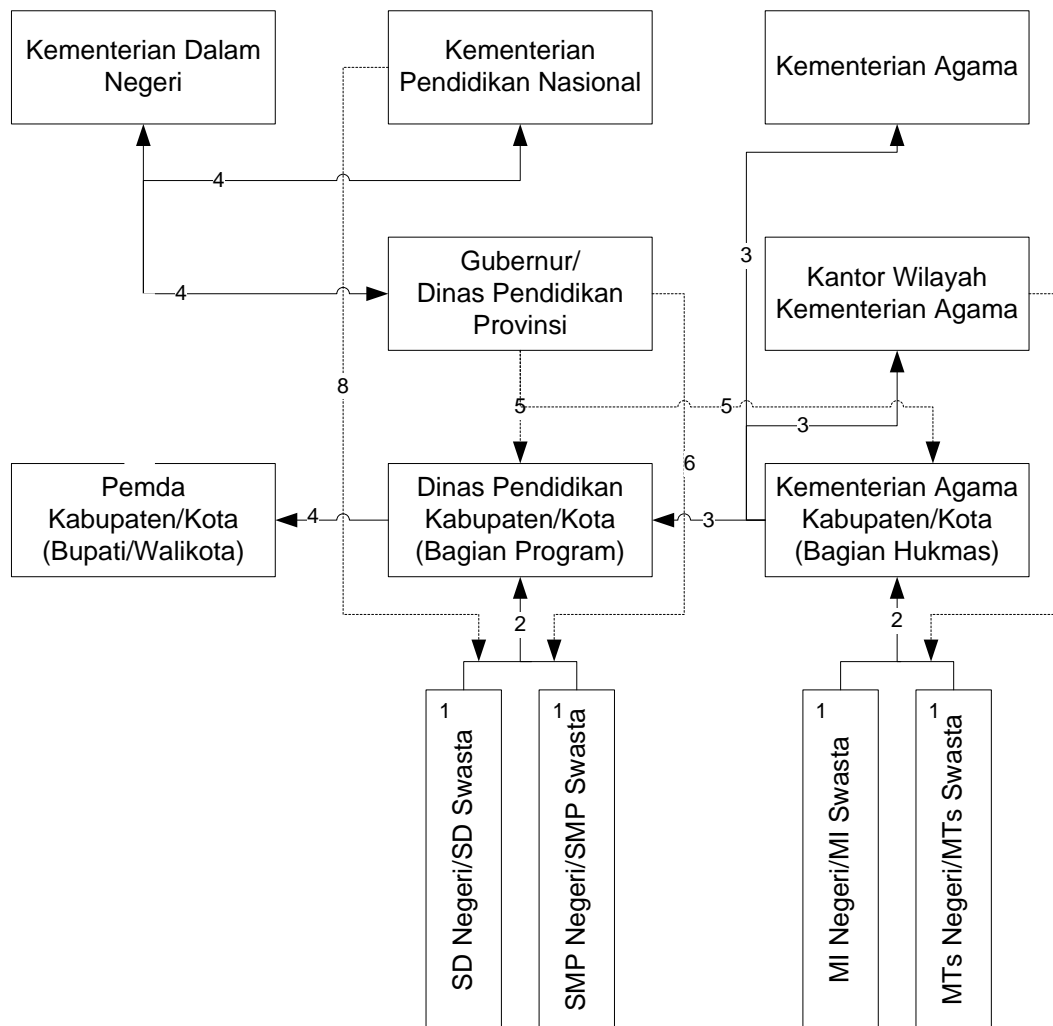 Kementerian Dalam
Negeri
Kementerian
Pendidikan Nasional
Kementerian Agama
4
3
Gubernur/
Dinas Pendidikan
Provinsi
Kantor Wilayah
Kementerian Agama
4
8
5
5
3
6
Pemda
Kabupaten/Kota
(Bupati/Walikota)
4
Dinas Pendidikan
Kabupaten/Kota
(Bagian Program)
3
Kementerian Agama
Kabupaten/Kota
(Bagian Hukmas)
2
2
1
SD Negeri/SD Swasta
1
SMP Negeri/SMP Swasta
1
MI Negeri/MI Swasta
1
MTs Negeri/MTs Swasta